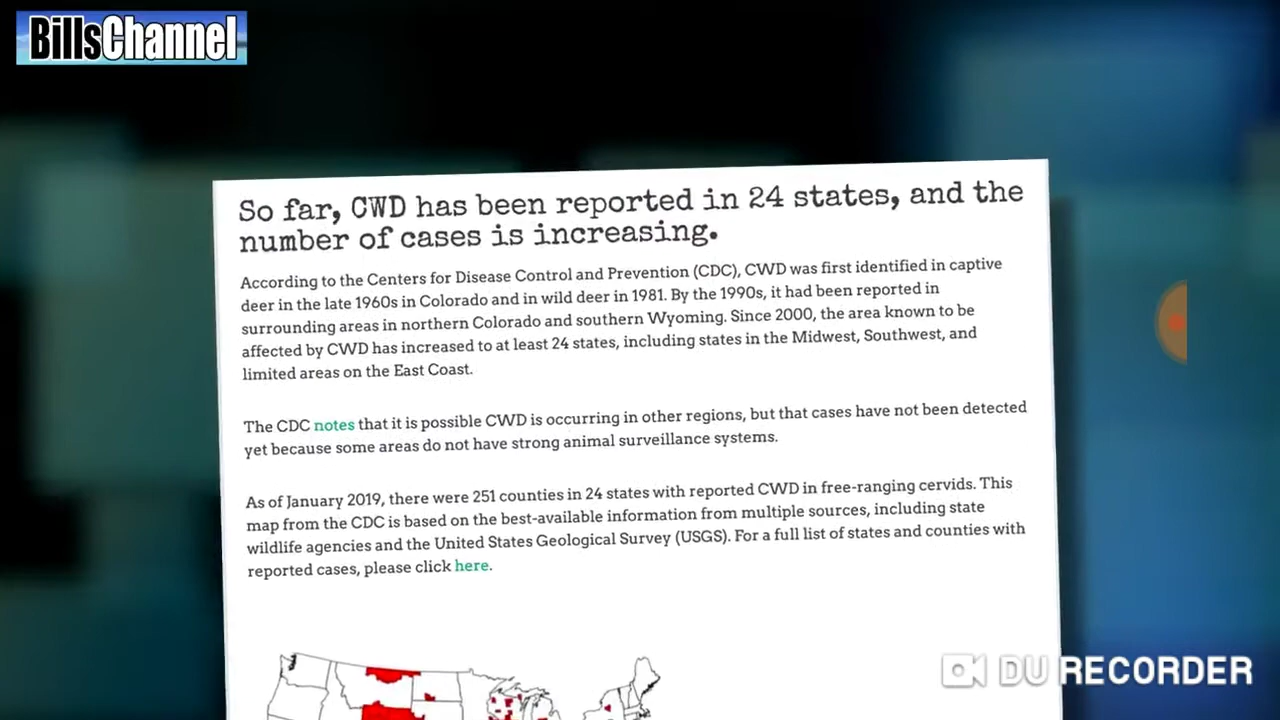 BillsChannel
So far, CWD has been reported in 24 states, and the
number of cases is increasing.
According to the Centers for Disease Control and Prevention (CDC), CWD was first identified in captive
deer in the late 1960s in Colorado and in wild deer in 1981. By the 1990s, it had been reported in
surrounding areas in northern Colorado and southern Wyoming. Since 2000, the area known to be
affected by CWD has increased to at least 24 states, including states in the Midwest, Southwest, and
limited areas on the East Coast.
The CDC notes that it is possible CWD is occurring in other regions, but that cases have not been detected
yet because some areas do not have strong animal surveillance systems.
As of January 2019, there were 251 counties in 24 states with reported CWD in free-ranging cervids. This
map from the CDC is based on the best-available information from multiple sources, including state
wildlife agencies and the United States Geological Survey (USGS). For a full list of states and counties with
reported cases, please click here.
DU RECORDER